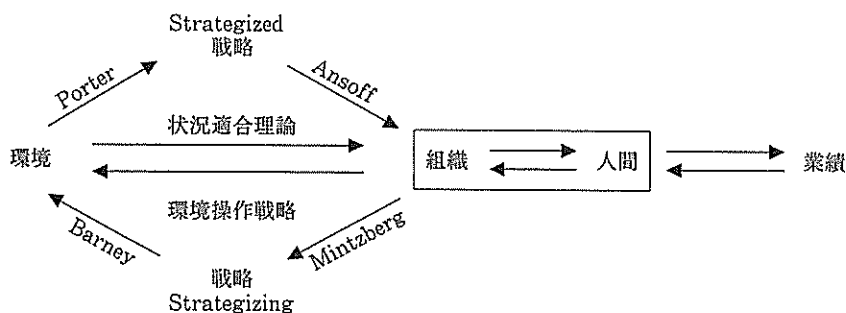 Strategized
戦略
Porter
Ansoff
状況適合理論
環境
組織
人間
業績
環境操作戦略
Barney
Mintzberg
戦略
Strategizing